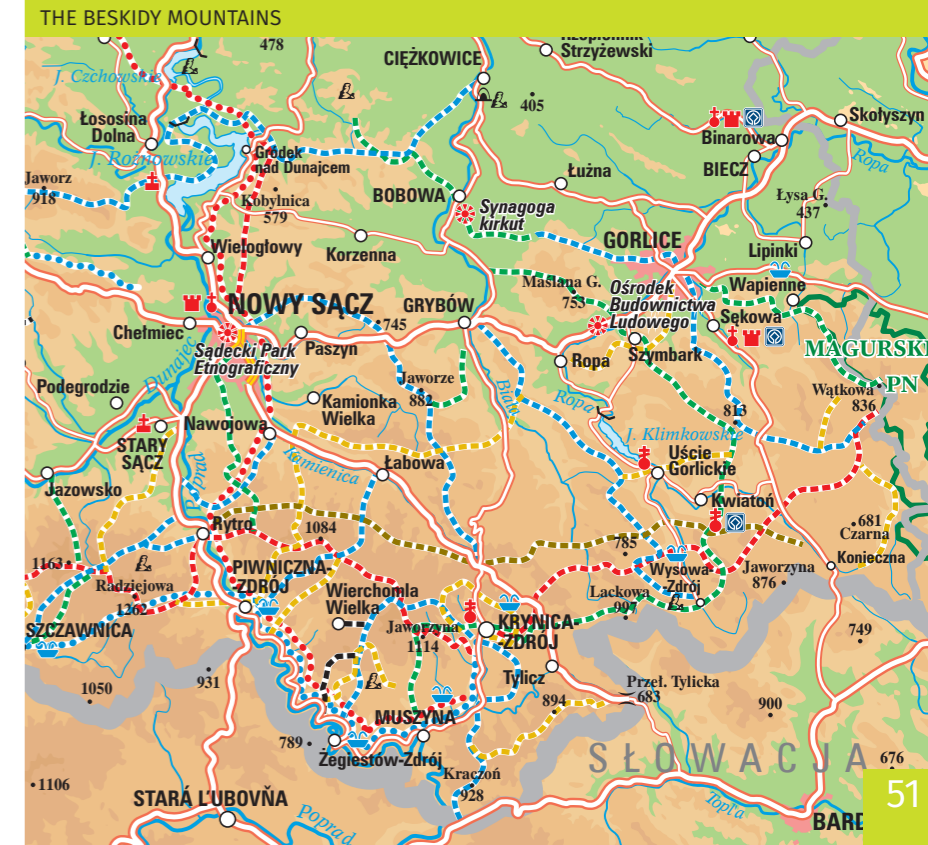 THE BESKIDY MOUNTAINS
478
CIĘŻKOWICE
Strzyżewski
J. Czchowskie
405
Łososina
Dolna
Skołyszyn
Binarowa
J. Rożnowskie
Gródek
nad Dunajcem
BIECZ
Ropa
Jaworz
918
Łużna
Kobylnica
579
BOBOWA
Synagoga
kirkut
Łysa G.
437
Wielogłowy
Korzenna
GORLICE
Lipinki
Maślana G.
753
Ośrodek
Budownictwa
Ludowego
Wapienne
NOWY SĄCZ
GRYBÓW
745
Sękowa
Chełmiec
Paszyn
Sądecki Park
Etnograficzny
Dunajec
Ropa
Szymbark
MAGURSKI
PN
Wątkowa
836
Podegrodzie
Jaworze
882
Kamionka
Wielka
Biała
Ropa
813
Nawojowa
STARY
SĄCZ
J. Klimkowskie
Uście
Gorlickie
Kamienica
Łabowa
Poprad
Jazowsko
Kwiatoń
Rytro
1084
681
Czarna
785
1163
PIWNICZNA-
-ZDRÓJ
Wysowa-
Zdrój
Jaworzyna
876
Konieczna
Radziejowa
1262
Wierchomla
Wielka
Lackowa
997
SZCZAWNICA
Jaworzyna
1114
KRYNICA-
-ZDRÓJ
749
931
Tylicz
1050
Przeł. Tylicka
683
894
900
MUSZYNA
789
Żegiestów-Zdrój
SŁOWACJA
676
Kraczoń
928
1106
STARÁ ĽUBOVŇA
Poprad
Topľa
BARD
51